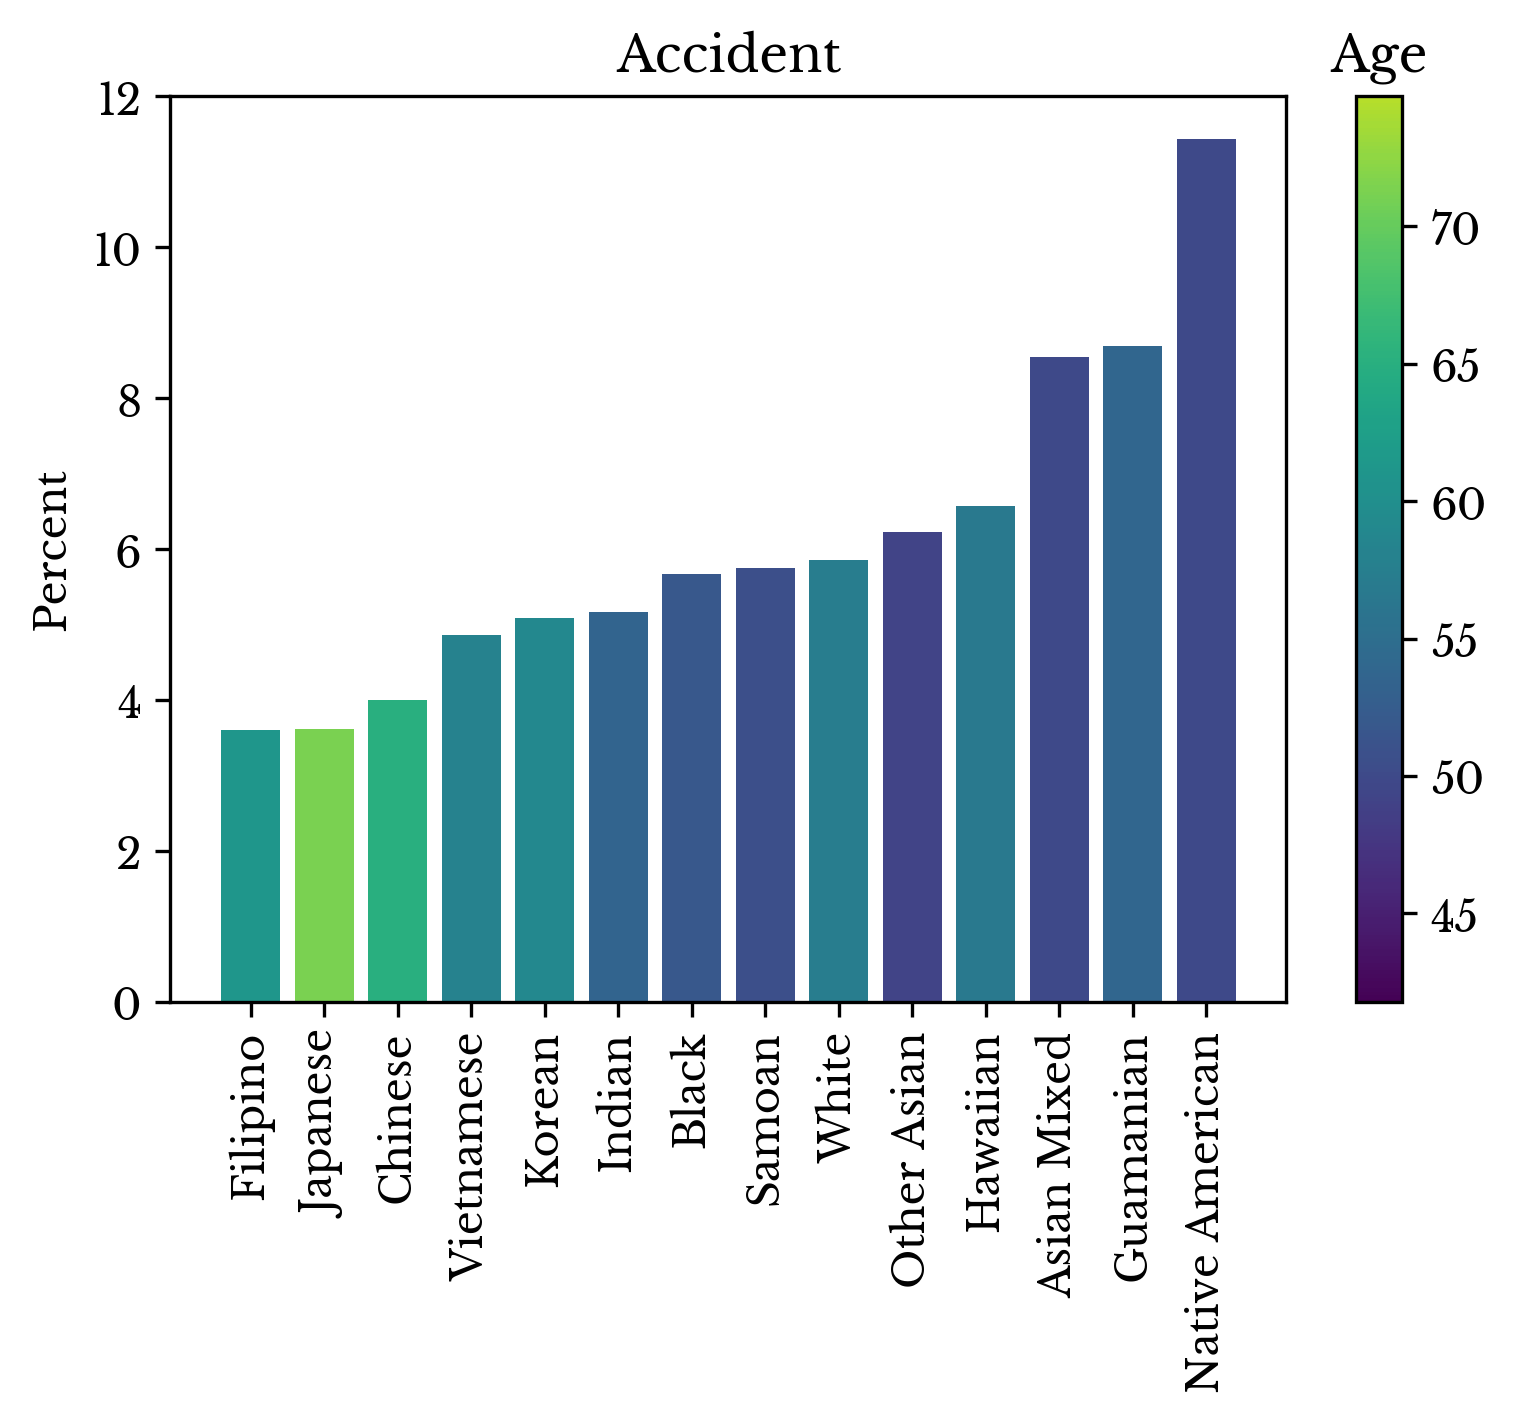 Accident
Age
12
10
8
6
4
2
0
Percent
70
65
60
55
50
45
Filipino
Japanese
Chinese
Vietnamese
Korean
Indian
Black
Samoan
White
Other Asian
Hawaiian
Asian Mixed
Guamanian
Native American